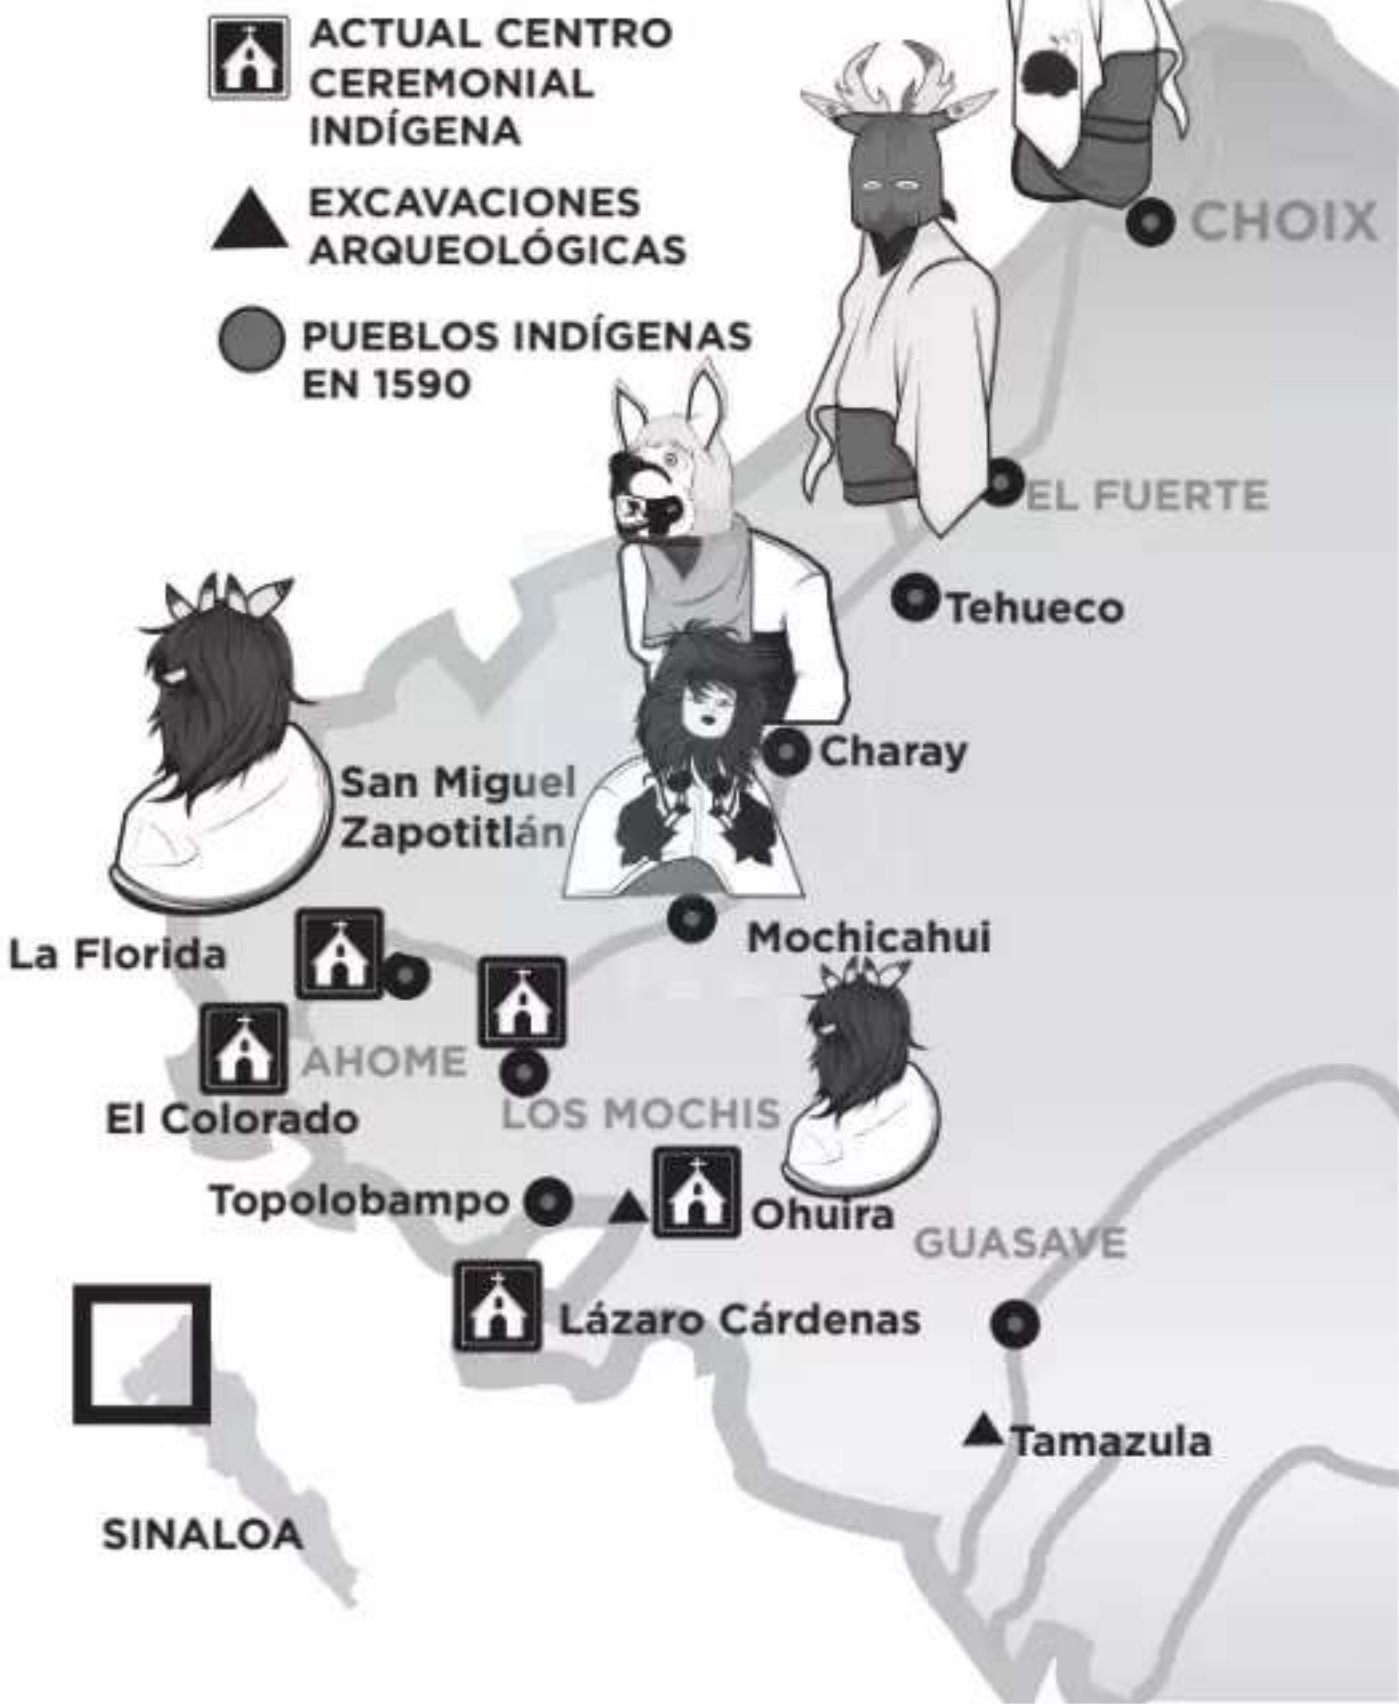 ACTUAL CENTRO
CEREMONIAL
INDÍGENA
EXCAVACIONES
ARQUEOLÓGICAS
PUEBLOS INDÍGENAS
EN 1590
CHOIX
EL FUERTE
Tehueco
Charay
San Miguel
Zapotitlán
Mochicahui
La Florida
AHOME
El Colorado
LOS MOCHIS
Topolobampo
Ohuira
GUASAVE
Lázaro Cárdenas
Tamazula
SINALOA